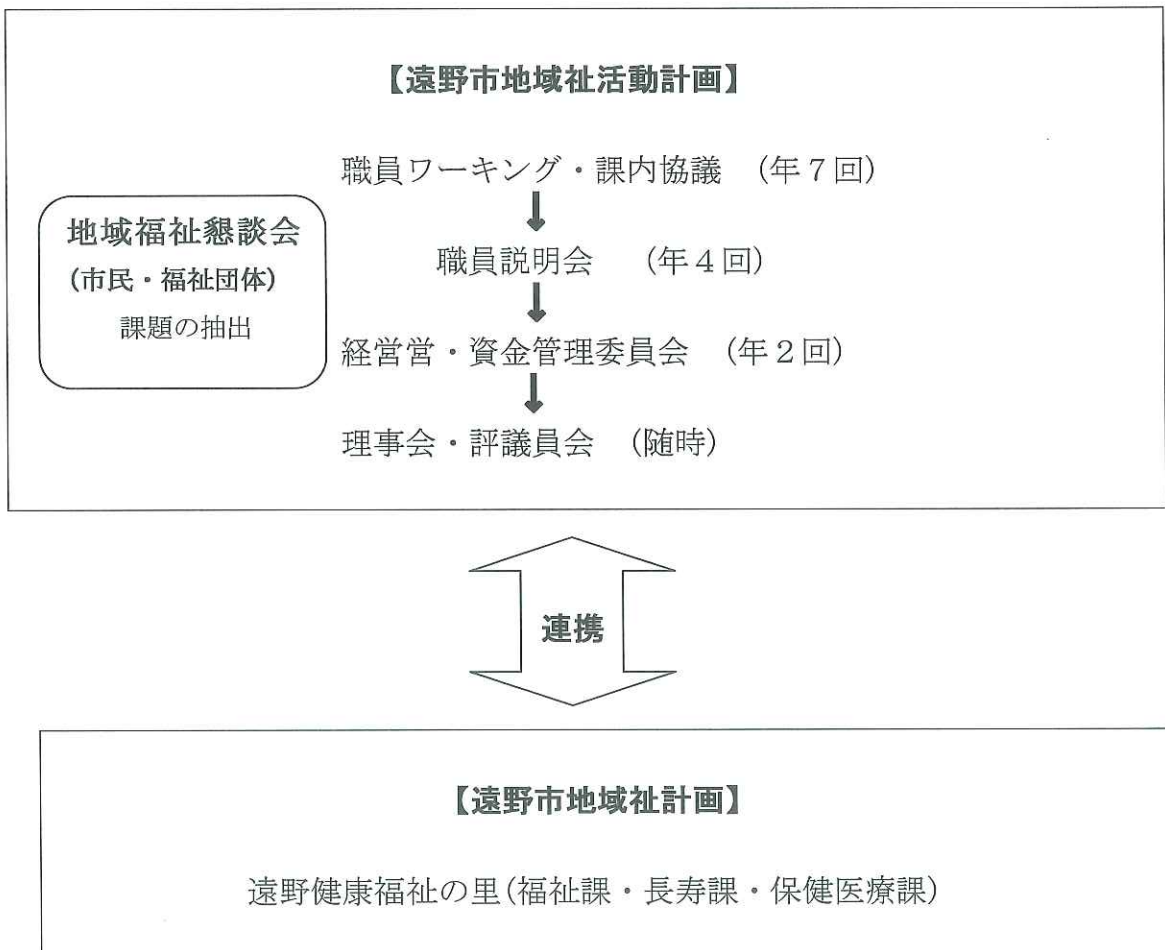 【遠野市地域祉活動計画】
職員ワーキング・課内協議 (年7回)
地域福祉懇談会
(市民・福祉団体)
課題の抽出
職員説明会 (年4回)
経営営・資金管理委員会 (年2回)
理事会・評議員会 (随時)
連携
【遠野市地域祉計画】
遠野健康福祉の里(福祉課・長寿課・保健医療課)